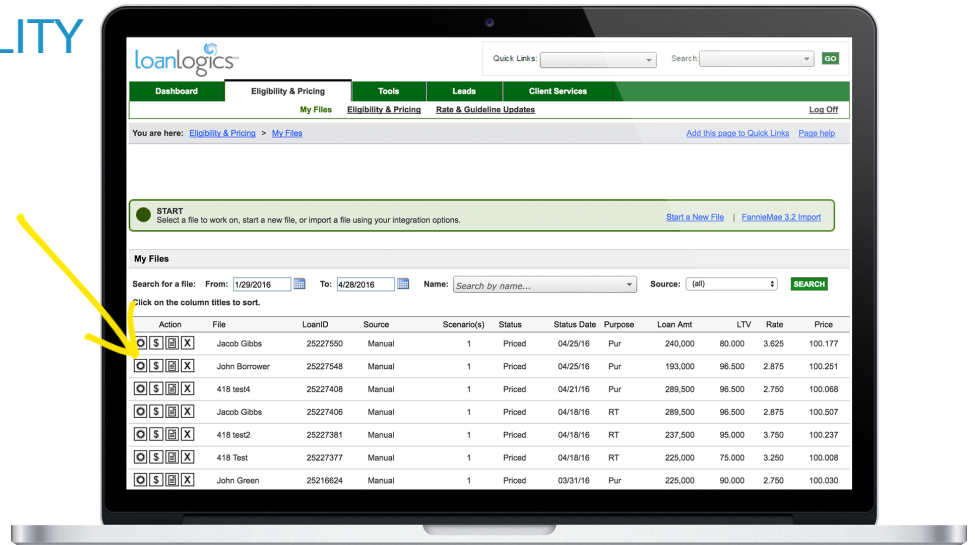 LITY
loanlogics
Quick Links: Search: GO
Dashboard Eligibility & Pricing Tools Leads Client Services
My Files Eligibility & Pricing Rate & Guideline Updates Log Off
You are here: Eligibility & Pricing > My Files Add this page to Quick Links Page help
START
Select a file to work on, start a new file, or import a file using your integration options. Start a New File | FannieMae 3.2 Import
My Files
Search for a file: From: 1/29/2016 To: 4/28/2016 Name: Search by name... Source: (all) SEARCH
Click on the column titles to sort.
Action File LoanID Source Scenario(s) Status Status Date Purpose Loan Amt LTV Rate Price
$ X Jacob Gibbs 25227550 Manual 1 Priced 04/25/16 Pur 240,000 80.000 3.625 100.177
$ X John Borrower 25227548 Manual 1 Priced 04/25/16 Pur 193,000 96.500 2.875 100.251
$ X 418 test4 25227408 Manual 1 Priced 04/21/16 Pur 289,500 96.500 2.750 100.068
$ X Jacob Gibbs 25227406 Manual 1 Priced 04/18/16 RT 289,500 96.500 2.875 100.507
$ X 418 test2 25227381 Manual 1 Priced 04/18/16 RT 237,500 95.000 3.750 100.237
$ X 418 Test 25227377 Manual 1 Priced 04/18/16 RT 225,000 75.000 3.250 100.008
$ X John Green 25216624 Manual 1 Priced 03/31/16 Pur 225,000 90.000 2.750 100.030